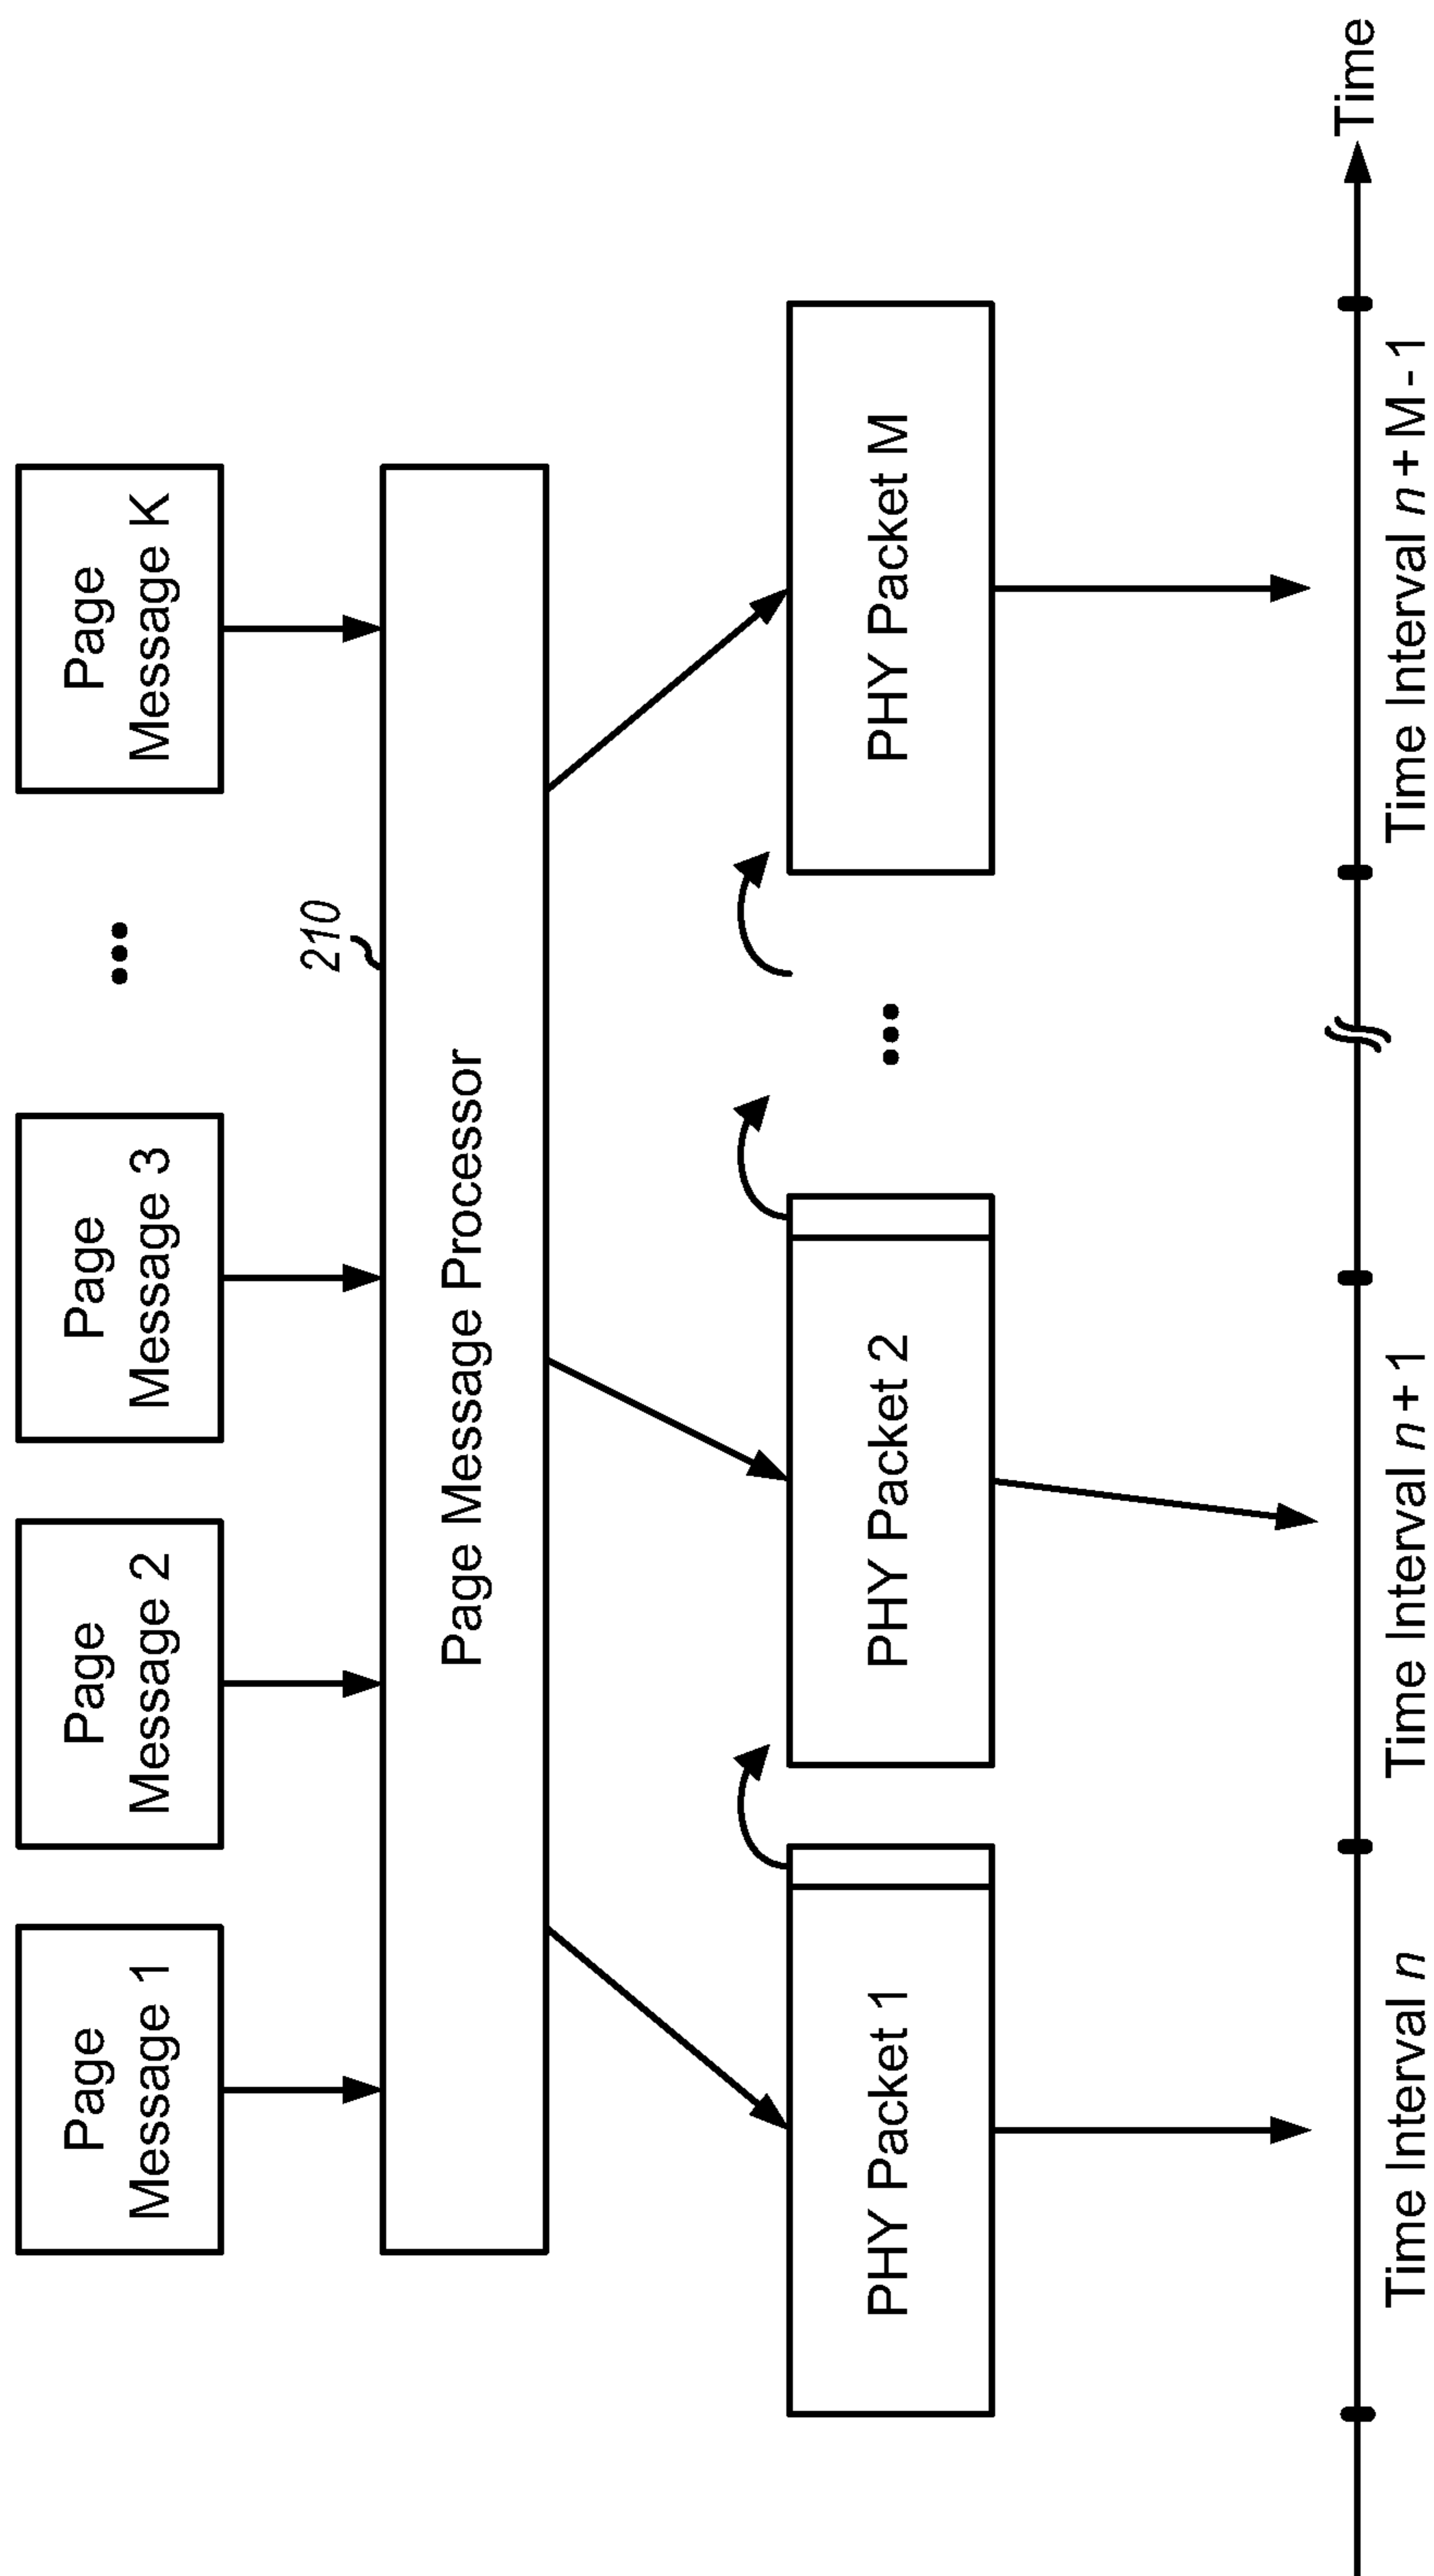 Page
Message 1
Page
Message 2
Page
Message 3
...
Page
Message K
210
Page Message Processor
PHY Packet 1
PHY Packet 2
...
PHY Packet M
Time
Time Interval n
Time Interval n + 1
Time Interval n + M - 1